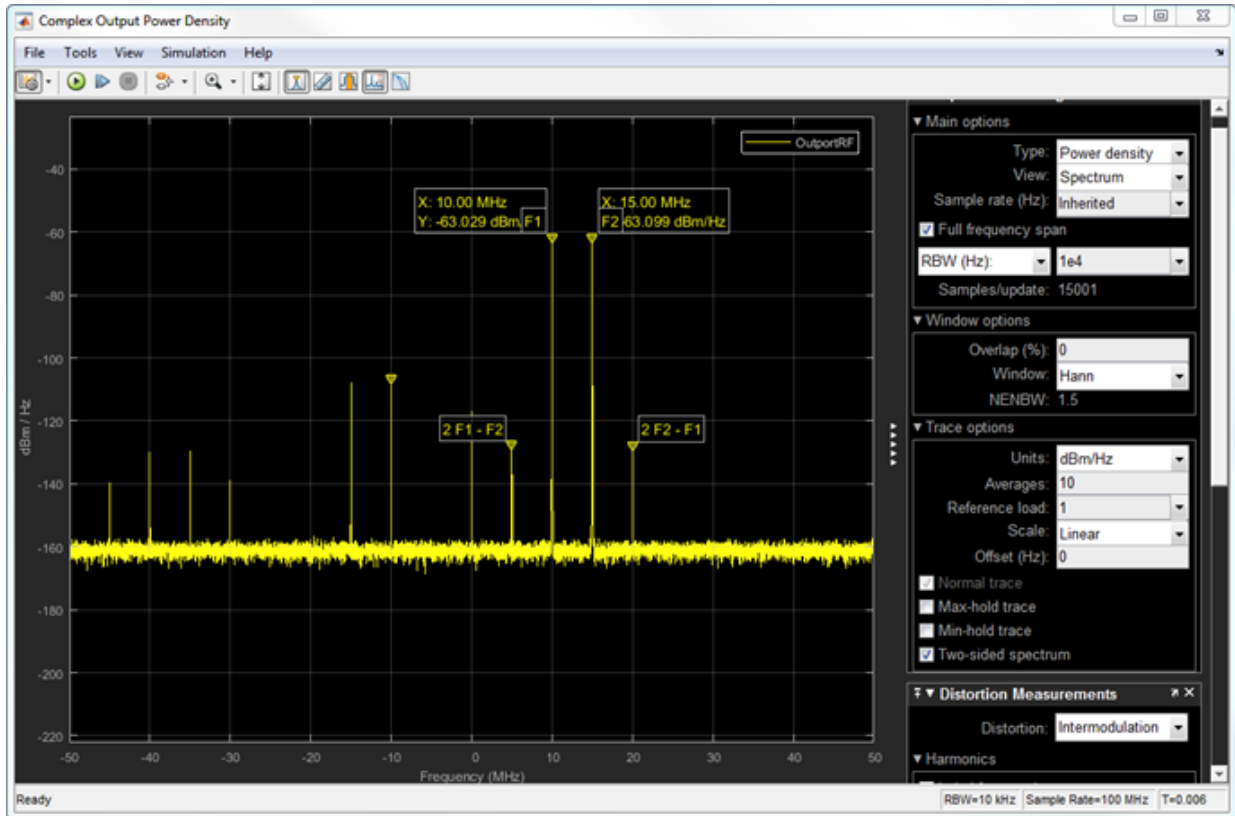 Complex Output Power Density
File Tools View Simulation Help
OutportRF
X: 10.00 MHz
Y: -63.029 dBm F1
X: 15.00 MHz
F2 63.099 dBm/Hz
2 F1 - F2
2 F2 - F1
-40
-60
-80
-100
-120
-140
-160
-180
-200
-220
dBm / Hz
-50 -40 -30 -20 -10 0 10 20 30 40 50
Frequency (MHz)
Main options
Type: Power density
View: Spectrum
Sample rate (Hz): Inherited
Full frequency span
RBW (Hz): 1e4
Samples/update: 15001
Window options
Overlap (%): 0
Window: Hann
NENBW: 1.5
Trace options
Units: dBm/Hz
Averages: 10
Reference load: 1
Scale: Linear
Offset (Hz): 0
Normal trace
Max-hold trace
Min-hold trace
Two-sided spectrum
Distortion Measurements
Distortion: Intermodulation
Harmonics
Ready
RBW=10 kHz Sample Rate=100 MHz T=0.006